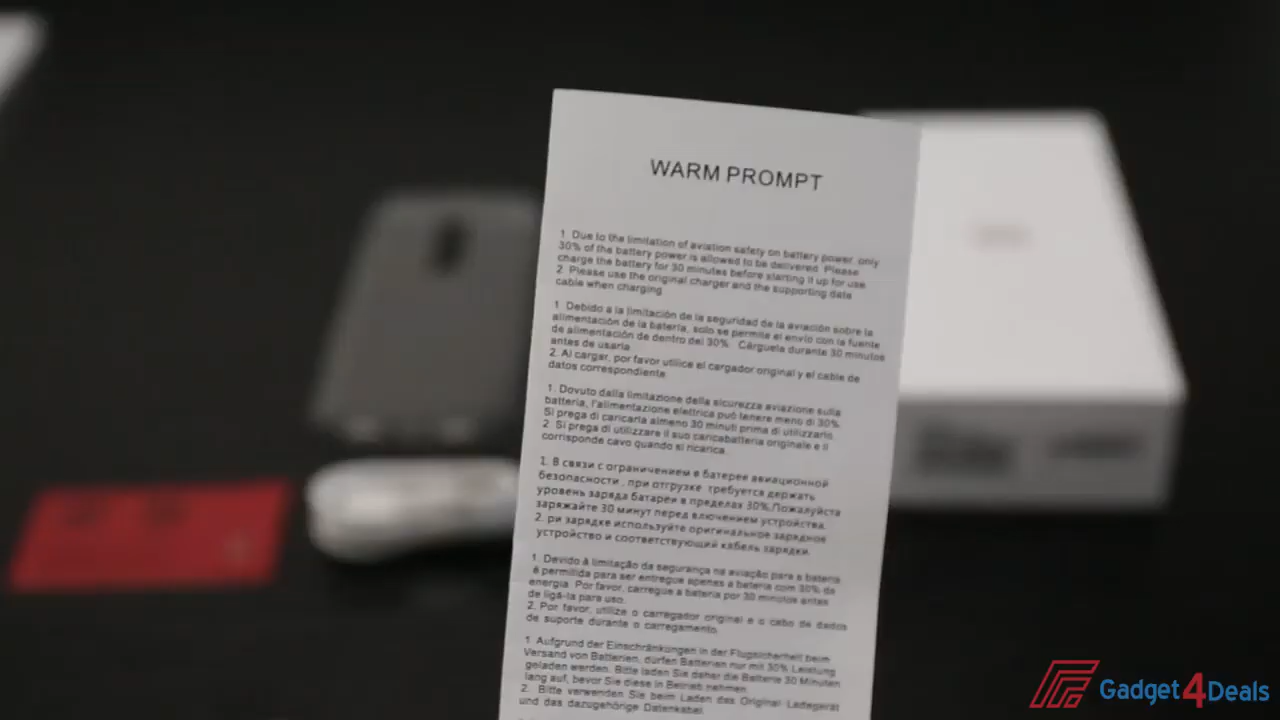 WARM PROMPT
1. Due to the limitation of aviation safety on battery power, only
30% of the battery power is allowed to be delivered. Please
charge the battery for 30 minutes before starting it up for use
2. Please use the original charger and the supporting data
cable when charging
1. Debido a la limitación de la seguridad de la aviación sobre la
alimentación de la batería, solo se permite el envío con la fuente
de alimentación de dentro del 30%. Cárguela durante 30 minutos
antes de usarla
2. Al cargar, por favor utilice el cargador original y el cable de
datos correspondiente
1. Dovuto dalla limitazione della sicurezza aviazione sulla
batteria, l'alimentazione elettrica può tenere meno di 30%
Si prega di caricarla almeno 30 minuti prima di utilizzarlo.
2. Si prega di utilizzare il suo caricabatteria originale e il
corrisponde cavo quando si ricarica.
1. В связи с ограничением в батерее авиационной
безопасности , при отгрузке требуется держать
уровень заряда батареи в пределах 30%.Пожалуйста
заряжайте 30 минут перед влючением устройства.
2. ри зарядке используйте оригинальное зарядное
устройство и соответствующий кабель зарядки.
1. Devido à limitação da segurança na aviação para a bateria
é permitida para ser entregue apenas a bateria com 30% de
energia. Por favor, carregue a bateria por 30 minutos antes
de ligá-la para uso.
2. Por favor, utilize o carregador original e o cabo de dados
de suporte durante o carregamento.
1. Aufgrund der Einschränkungen in der Flugsicherheit beim
Versand von Batterien, dürfen Batterien nur mit 30% Leistung
geladen werden. Bitte laden Sie daher die Batterie 30 Minuten
lang auf, bevor Sie diese in Betrieb nehmen.
2. Bitte verwenden Sie beim Laden das Original Ladegerät
und das dazugehörige Datenkabel.
Gadget4Deals